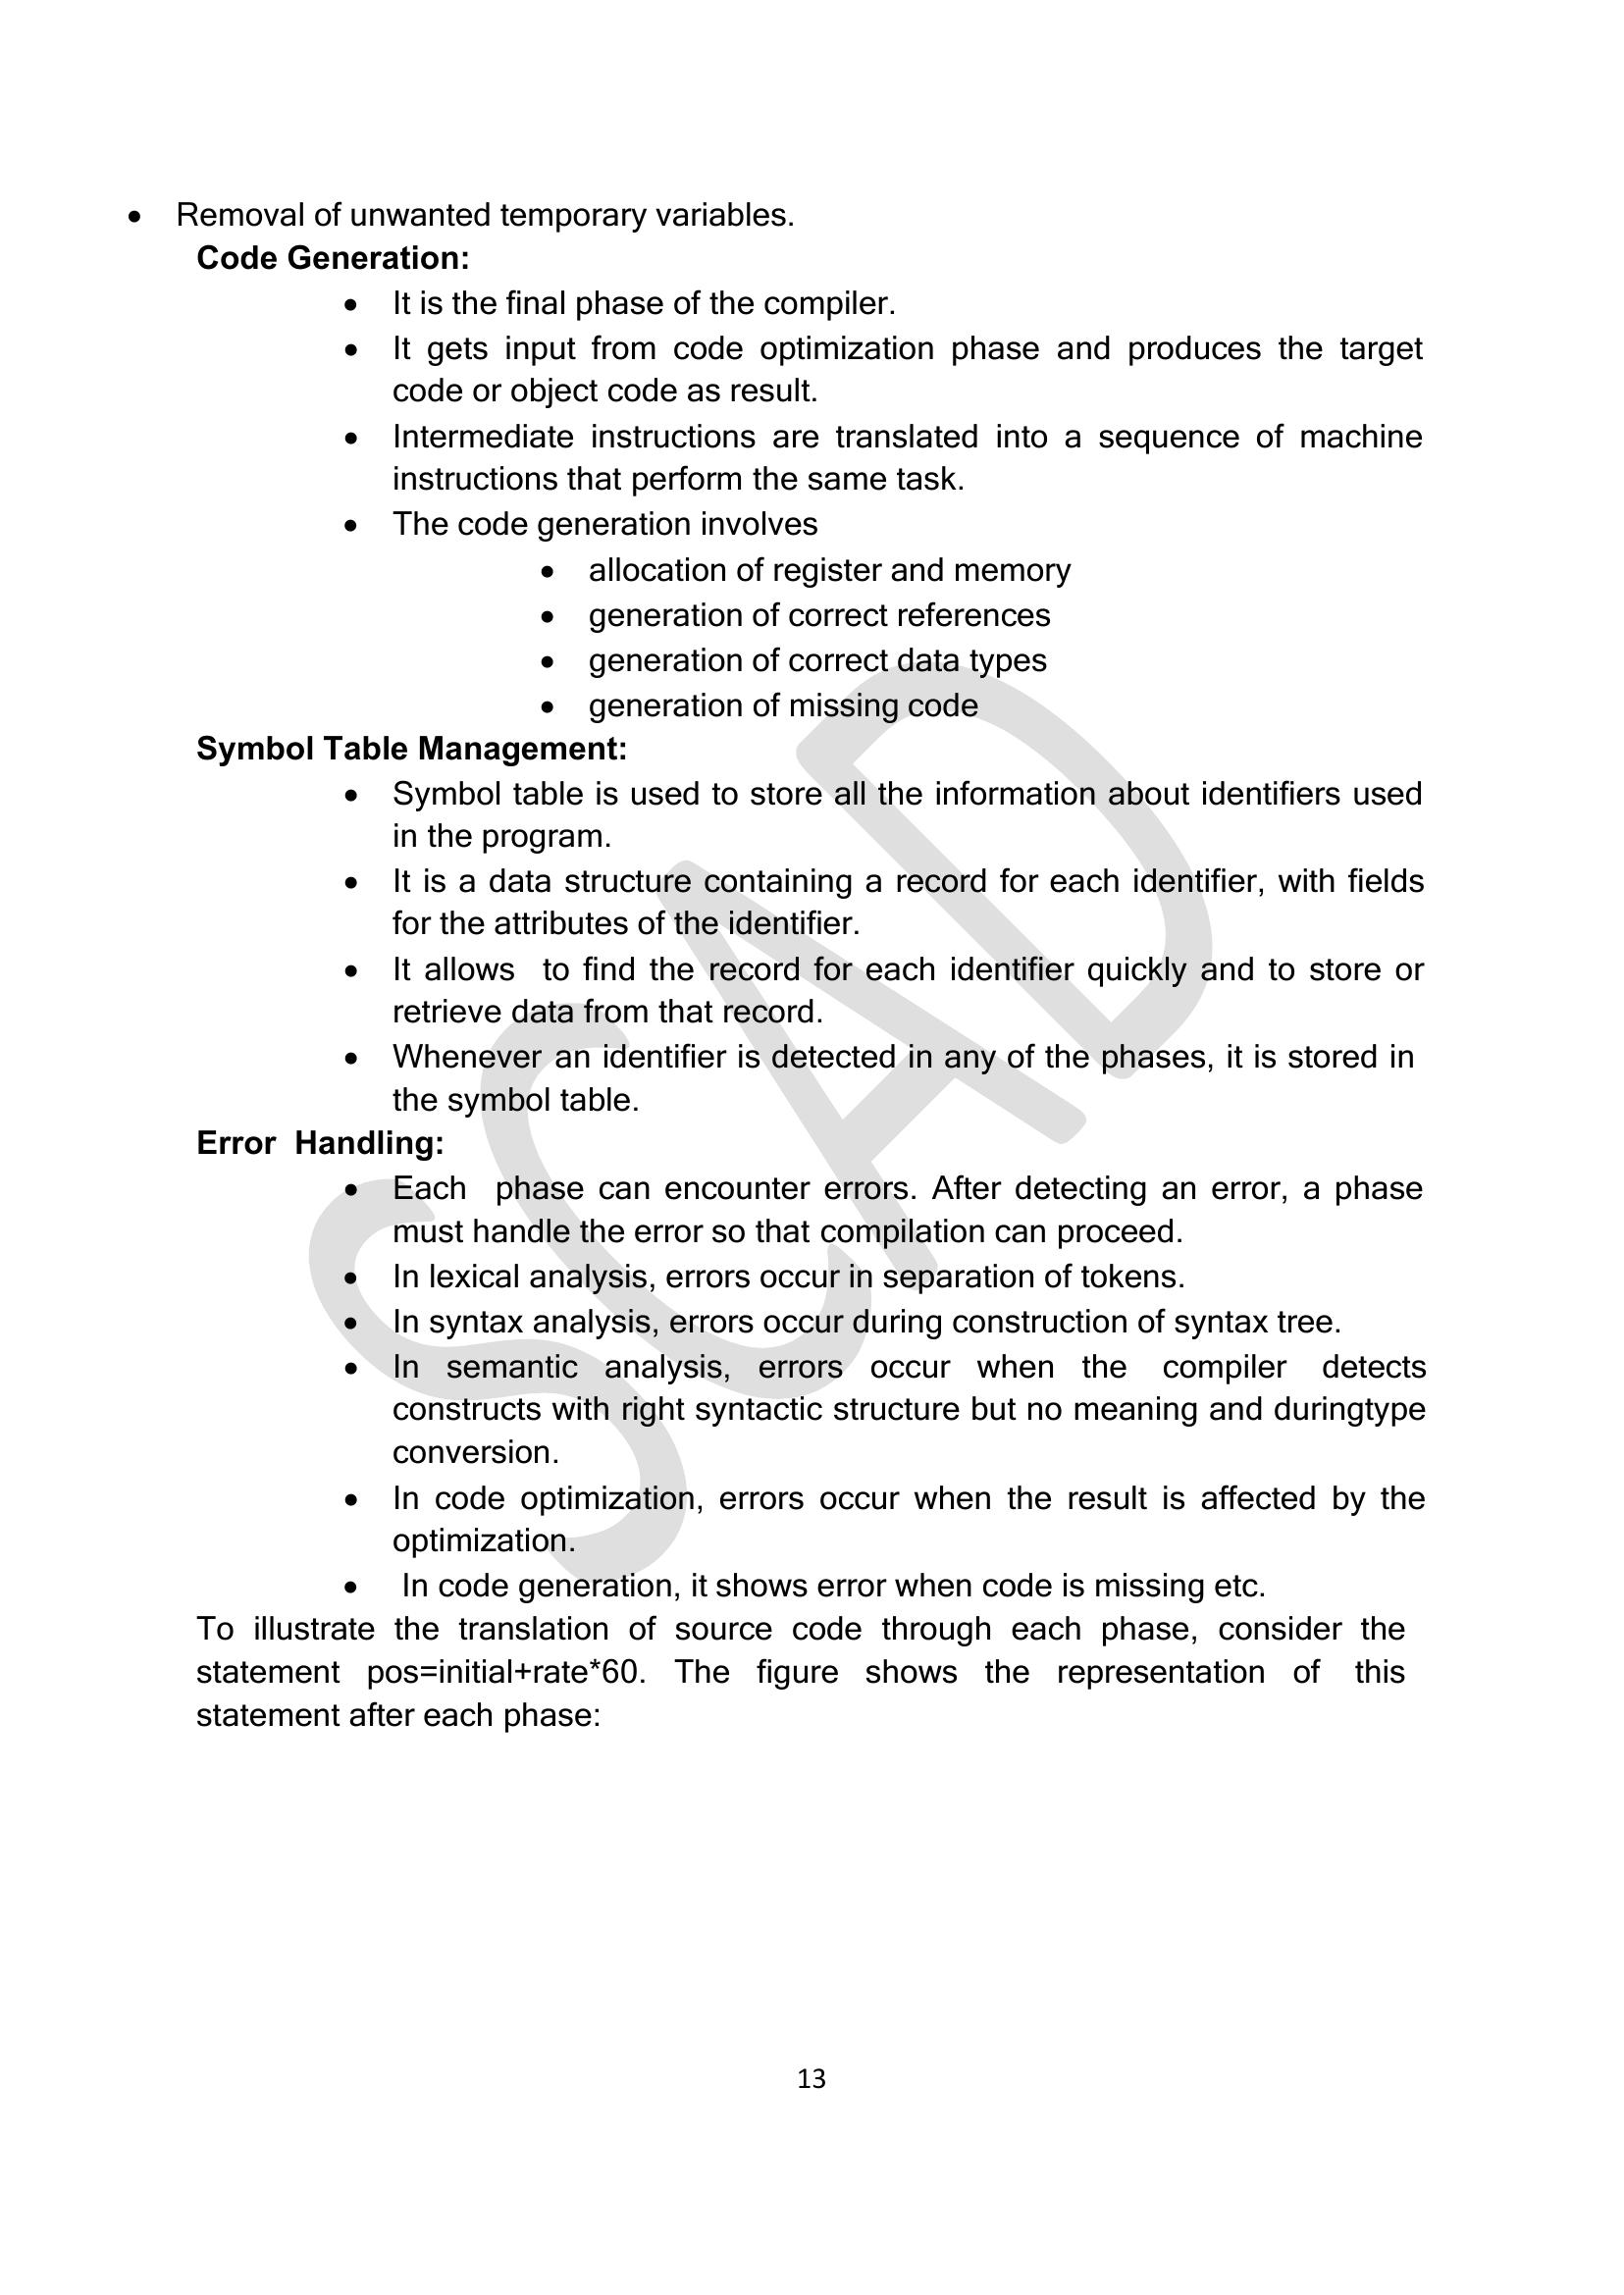 • Removal of unwanted temporary variables.
Code Generation:
• It is the final phase of the compiler.
• It gets input from code optimization phase and produces the target
code or object code as result.
• Intermediate instructions are translated into a sequence of machine
instructions that perform the same task.
• The code generation involves
• allocation of register and memory
• generation of correct references
• generation of correct data types
• generation of missing code
Symbol Table Management:
• Symbol table is used to store all the information about identifiers used
in the program.
• It is a data structure containing a record for each identifier, with fields
for the attributes of the identifier.
• It allows to find the record for each identifier quickly and to store or
retrieve data from that record.
• Whenever an identifier is detected in any of the phases, it is stored in
the symbol table.
Error Handling:
• Each phase can encounter errors. After detecting an error, a phase
must handle the error so that compilation can proceed.
• In lexical analysis, errors occur in separation of tokens.
• In syntax analysis, errors occur during construction of syntax tree.
• In semantic analysis, errors occur when the compiler detects
constructs with right syntactic structure but no meaning and duringtype
conversion.
• In code optimization, errors occur when the result is affected by the
optimization.
• In code generation, it shows error when code is missing etc.
To illustrate the translation of source code through each phase, consider the
statement pos=initial+rate*60. The figure shows the representation of this
statement after each phase:
SCAD
13